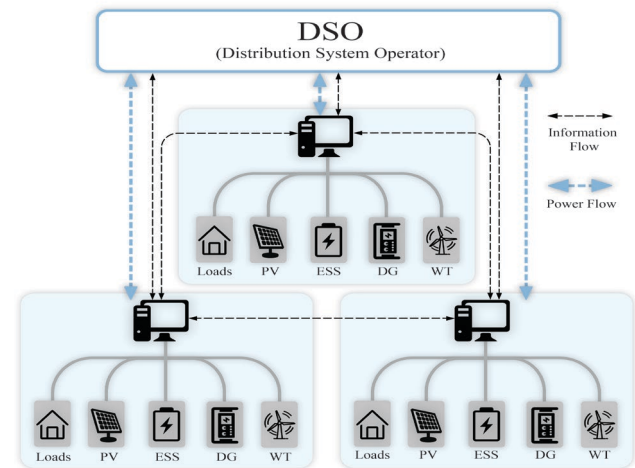 DSO
(Distribution System Operator)
Information
Flow
Power Flow
Loads PV ESS DG WT
Loads PV ESS DG WT
Loads PV ESS DG WT